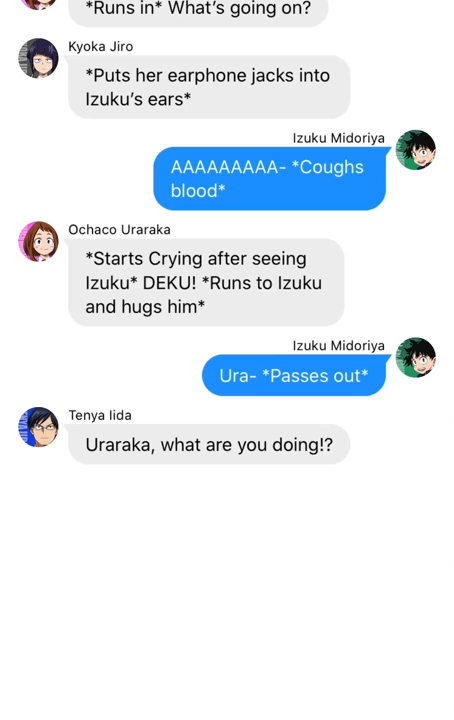 *Runs in* What’s going on?
Kyoka Jiro
*Puts her earphone jacks into
Izuku’s ears*
Izuku Midoriya
AAAAAAAAA- *Coughs
blood*
Ochaco Uraraka
*Starts Crying after seeing
Izuku* DEKU! *Runs to Izuku
and hugs him*
Izuku Midoriya
Ura- *Passes out*
Tenya Iida
Uraraka, what are you doing!?